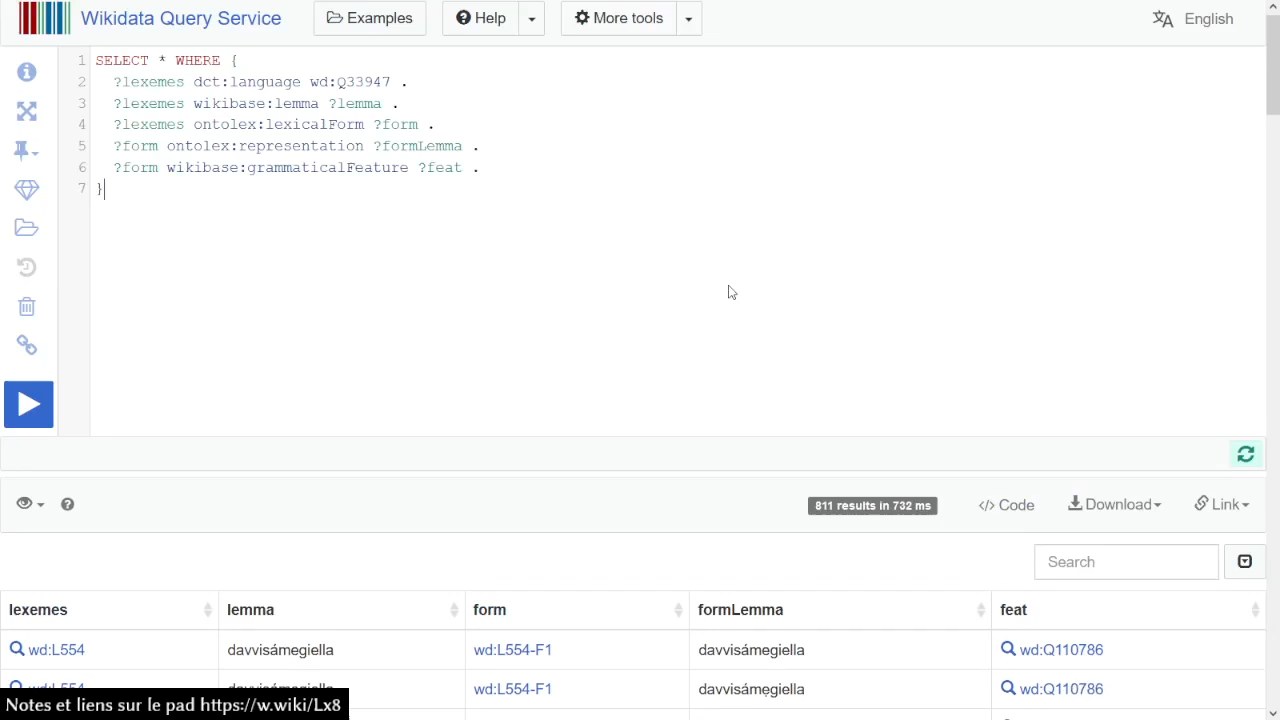 Wikidata Query Service Examples Help More tools English
1 SELECT * WHERE {
2 ?lexemes dct:language wd:Q33947 .
3 ?lexemes wikibase:lemma ?lemma .
4 ?lexemes ontolex:lexicalForm ?form .
5 ?form ontolex:representation ?formLemma .
6 ?form wikibase:grammaticalFeature ?feat .
7 }
811 results in 732 ms </> Code Download Link
Search
lexemes lemma form formLemma feat
wd:L554 davvisámegiella wd:L554-F1 davvisámegiella wd:Q110786
wd:L554 davvisámegiella wd:L554-F1 davvisámegiella wd:Q110786
Notes et liens sur le pad https://w.wiki/Lx8